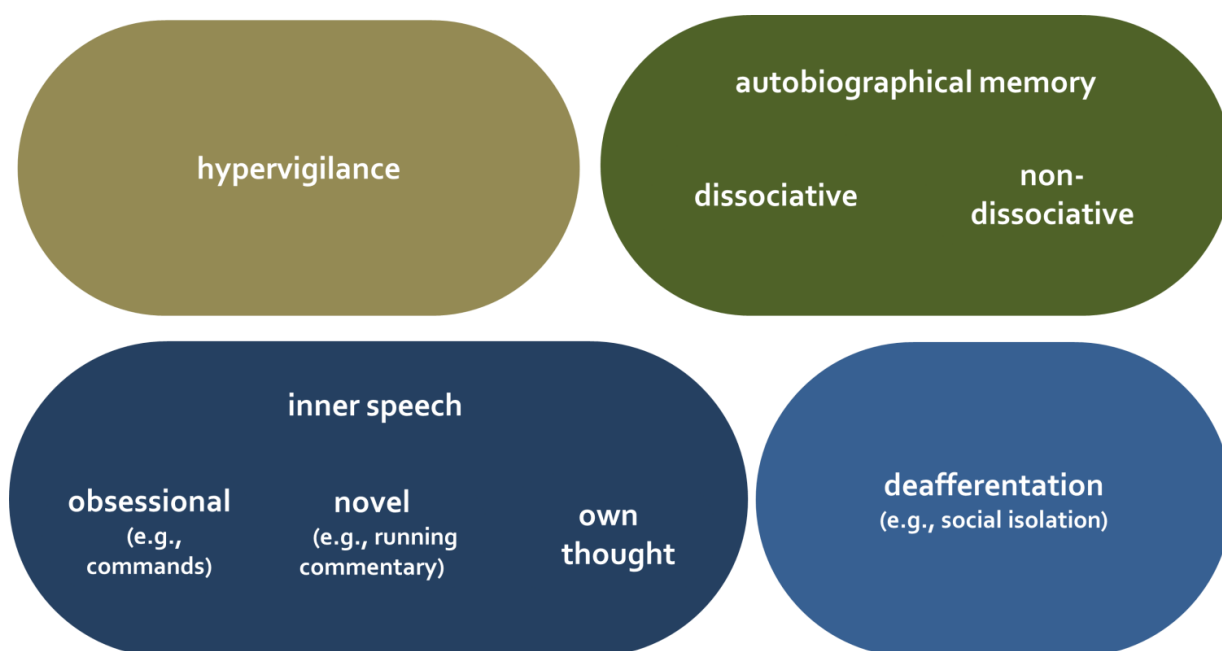 hypervigilance
autobiographical memory
dissociative
non-
dissociative
inner speech
obsessional
(e.g.,
commands)
novel
(e.g., running
commentary)
own
thought
deafferentation
(e.g., social isolation)